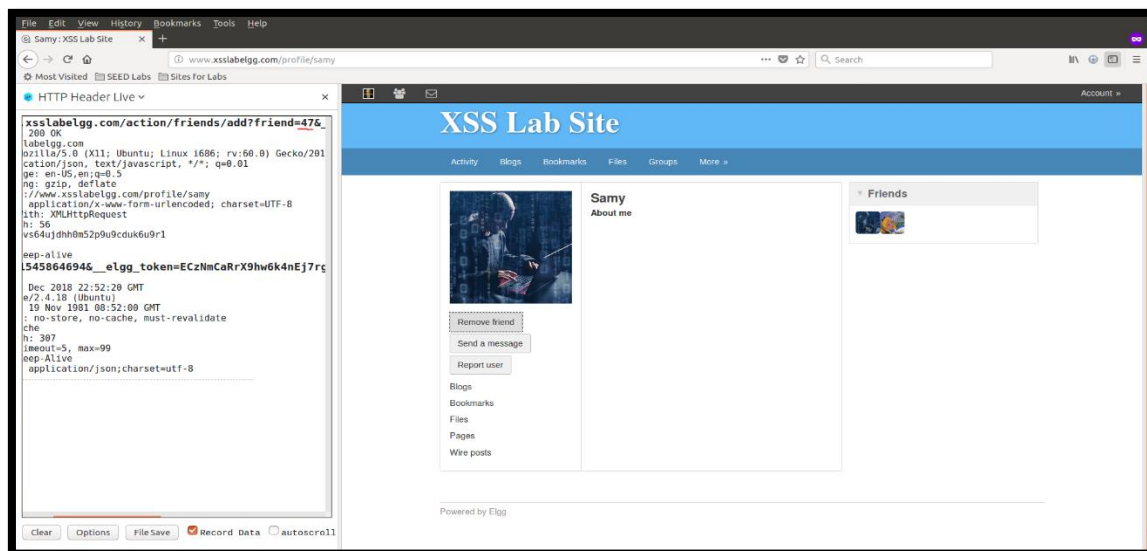 File Edit View History Bookmarks Tools Help
Samy : XSS Lab Site × +
www.xsslabelgg.com/profile/samy
Search
Most Visited SEED Labs Sites for Labs
HTTP Header Live ×
.xsslabelgg.com/action/friends/add?friend=47&_
200 OK
labelgg.com
ozilla/5.0 (X11; Ubuntu; Linux i686; rv:60.0) Gecko/201
cation/json, text/javascript, */*; q=0.01
ge: en-US,en;q=0.5
ng: gzip, deflate
://www.xsslabelgg.com/profile/samy
application/x-www-form-urlencoded; charset=UTF-8
ith: XMLHttpRequest
h: 56
vs64ujdhh0m52p9u9cduk6u9r1
eep-alive
1545864694&__elgg_token=ECzNmCaRrX9hw6k4nEj7rg
Dec 2018 22:52:20 GMT
e/2.4.18 (Ubuntu)
19 Nov 1981 08:52:00 GMT
: no-store, no-cache, must-revalidate
che
h: 307
imeout=5, max=99
eep-Alive
application/json;charset=utf-8
Clear Options File Save Record Data autoscroll
Account »
XSS Lab Site
Activity Blogs Bookmarks Files Groups More »
Samy
About me
Remove friend
Send a message
Report user
Blogs
Bookmarks
Files
Pages
Wire posts
Friends
Powered by Elgg